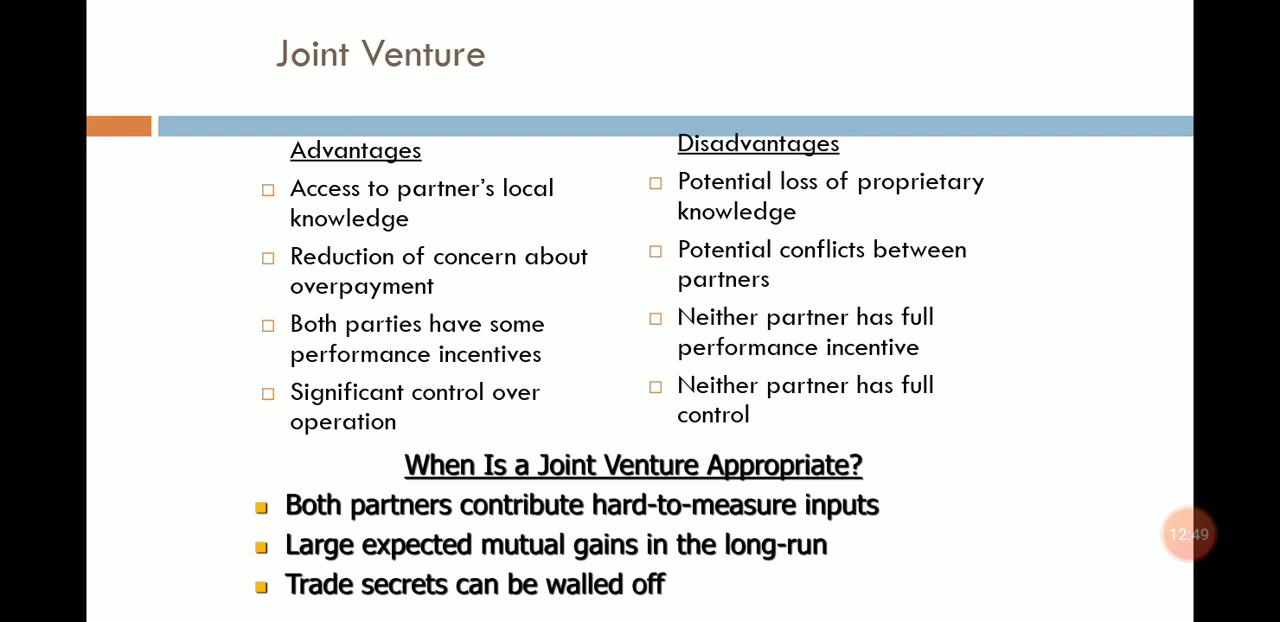 Joint Venture
Advantages
Access to partner’s local
knowledge
Reduction of concern about
overpayment
Both parties have some
performance incentives
Significant control over
operation
Disadvantages
Potential loss of proprietary
knowledge
Potential conflicts between
partners
Neither partner has full
performance incentive
Neither partner has full
control
When Is a Joint Venture Appropriate?
Both partners contribute hard-to-measure inputs
Large expected mutual gains in the long-run
Trade secrets can be walled off
12:49